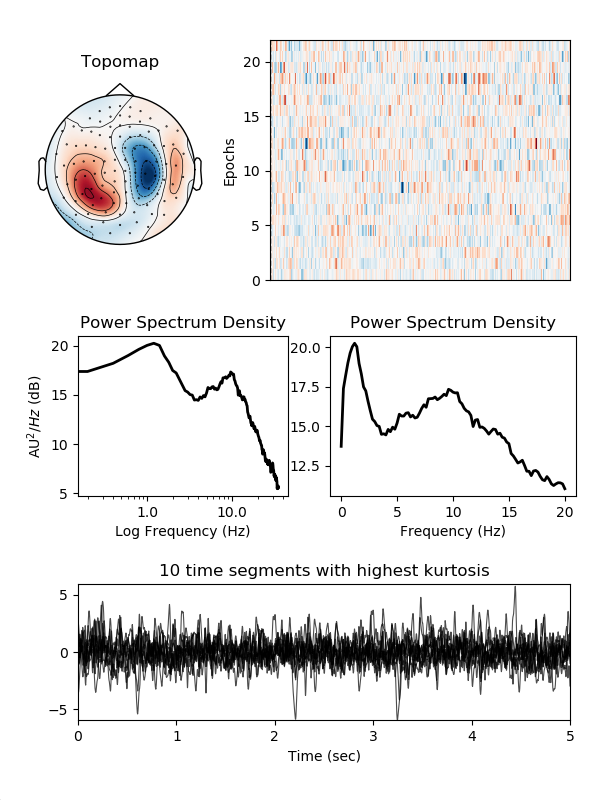 Topomap
Epochs
20
15
10
5
0
Power Spectrum Density
AU²/Hz (dB)
20
15
10
5
1.0 10.0
Log Frequency (Hz)
Power Spectrum Density
20.0
17.5
15.0
12.5
0 5 10 15 20
Frequency (Hz)
10 time segments with highest kurtosis
5
0
−5
0 1 2 3 4 5
Time (sec)